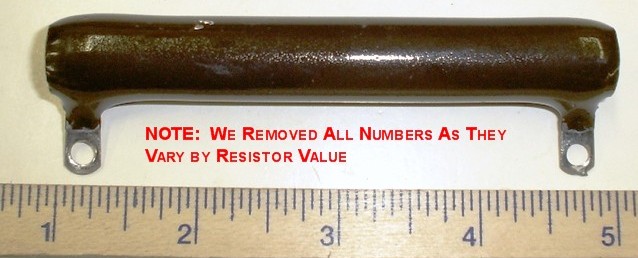 NOTE: WE REMOVED ALL NUMBERS AS THEY
VARY BY RESISTOR VALUE
1 2 3 4 5